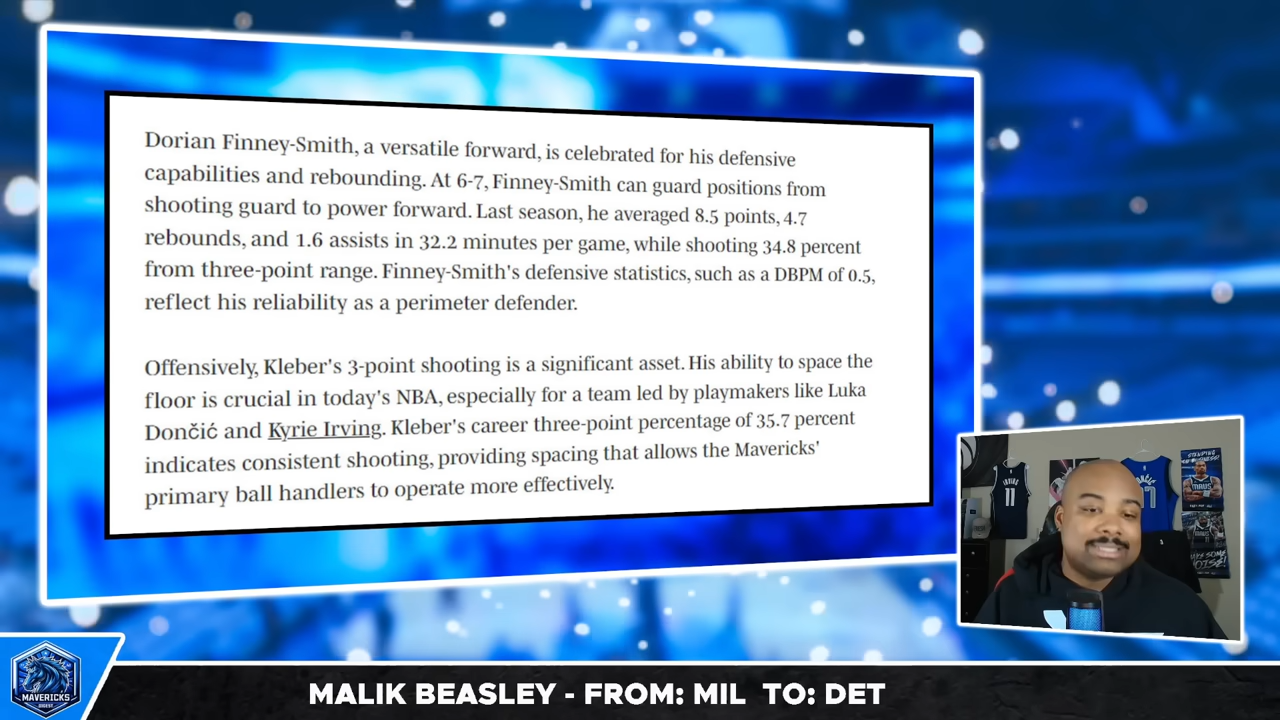 Dorian Finney-Smith, a versatile forward, is celebrated for his defensive
capabilities and rebounding. At 6-7, Finney-Smith can guard positions from
shooting guard to power forward. Last season, he averaged 8.5 points, 4.7
rebounds, and 1.6 assists in 32.2 minutes per game, while shooting 34.8 percent
from three-point range. Finney-Smith's defensive statistics, such as a DBPM of 0.5,
reflect his reliability as a perimeter defender.
Offensively, Kleber's 3-point shooting is a significant asset. His ability to space the
floor is crucial in today's NBA, especially for a team led by playmakers like Luka
Dončić and Kyrie Irving. Kleber's career three-point percentage of 35.7 percent
indicates consistent shooting, providing spacing that allows the Mavericks'
primary ball handlers to operate more effectively.
IRVING
11
MAVS
NOISE!
MAVERICKS
DIGEST
MALIK BEASLEY - FROM: MIL TO: DET